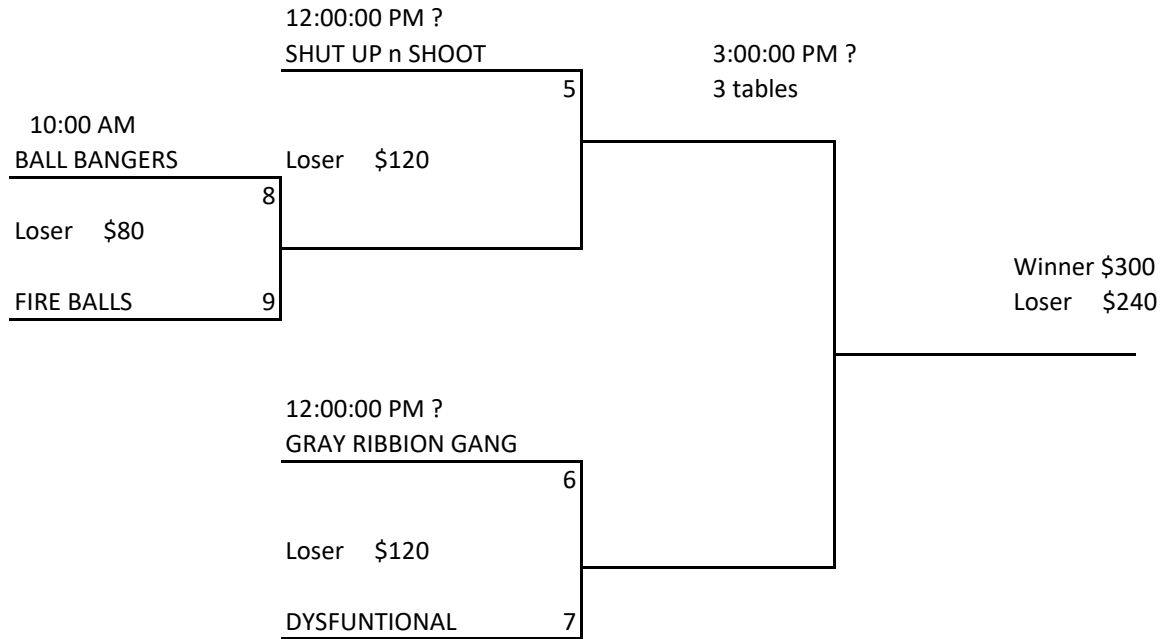 12:00:00 PM ?
SHUT UP n SHOOT
3:00:00 PM ?
5
3 tables
10:00 AM
BALL BANGERS
Loser $120
8
Loser $80
Winner $300
FIRE BALLS 9
Loser $240
12:00:00 PM ?
GRAY RIBBION GANG
6
Loser $120
DYSFUNTIONAL 7